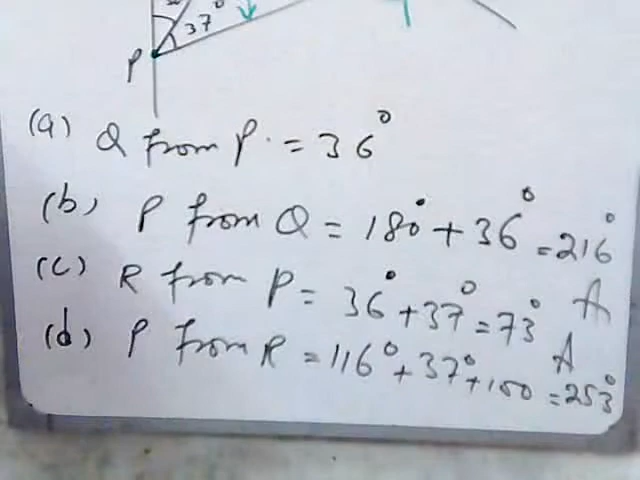 37°
P
(a) Q from P. = 36°
(b) P from Q = 180° + 36° = 216°
(c) R from P = 36° + 37° = 73° A
(d) P from R = 116° + 37° + 100 = 253° A